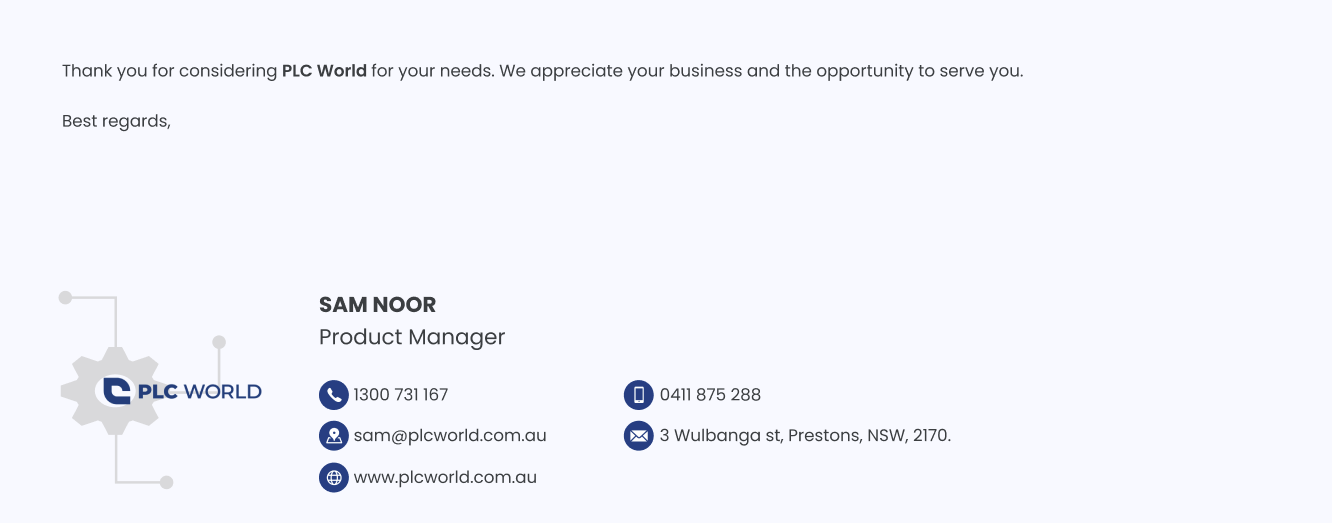 Thank you for considering PLC World for your needs. We appreciate your business and the opportunity to serve you.
Best regards,
PLC WORLD
SAM NOOR
Product Manager
1300 731 167
0411 875 288
sam@plcworld.com.au
3 Wulbanga st, Prestons, NSW, 2170.
www.plcworld.com.au